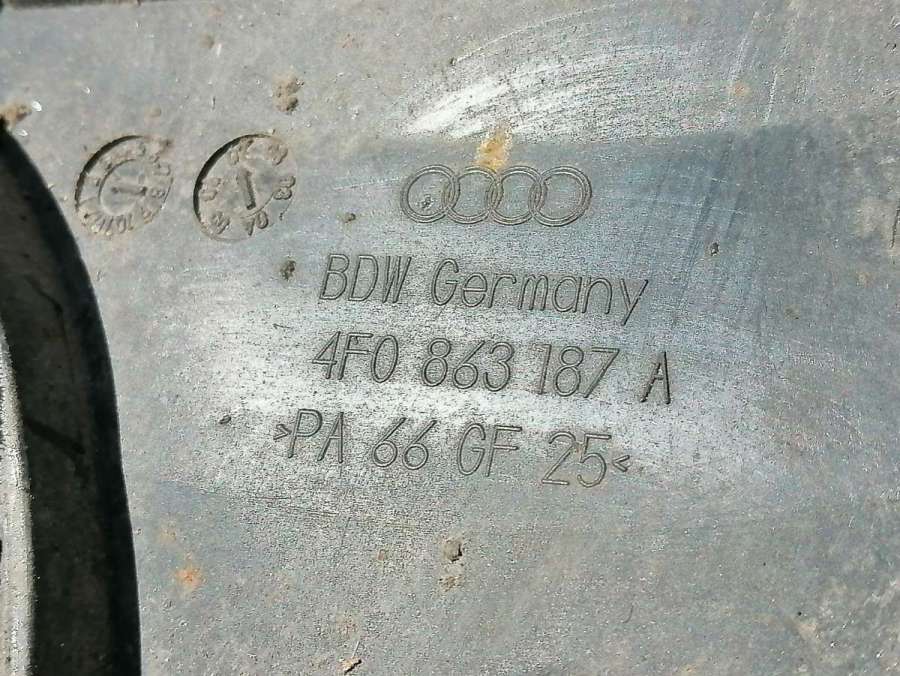 BDW Germany
4F0 863 187 A
>PA 66 GF 25<